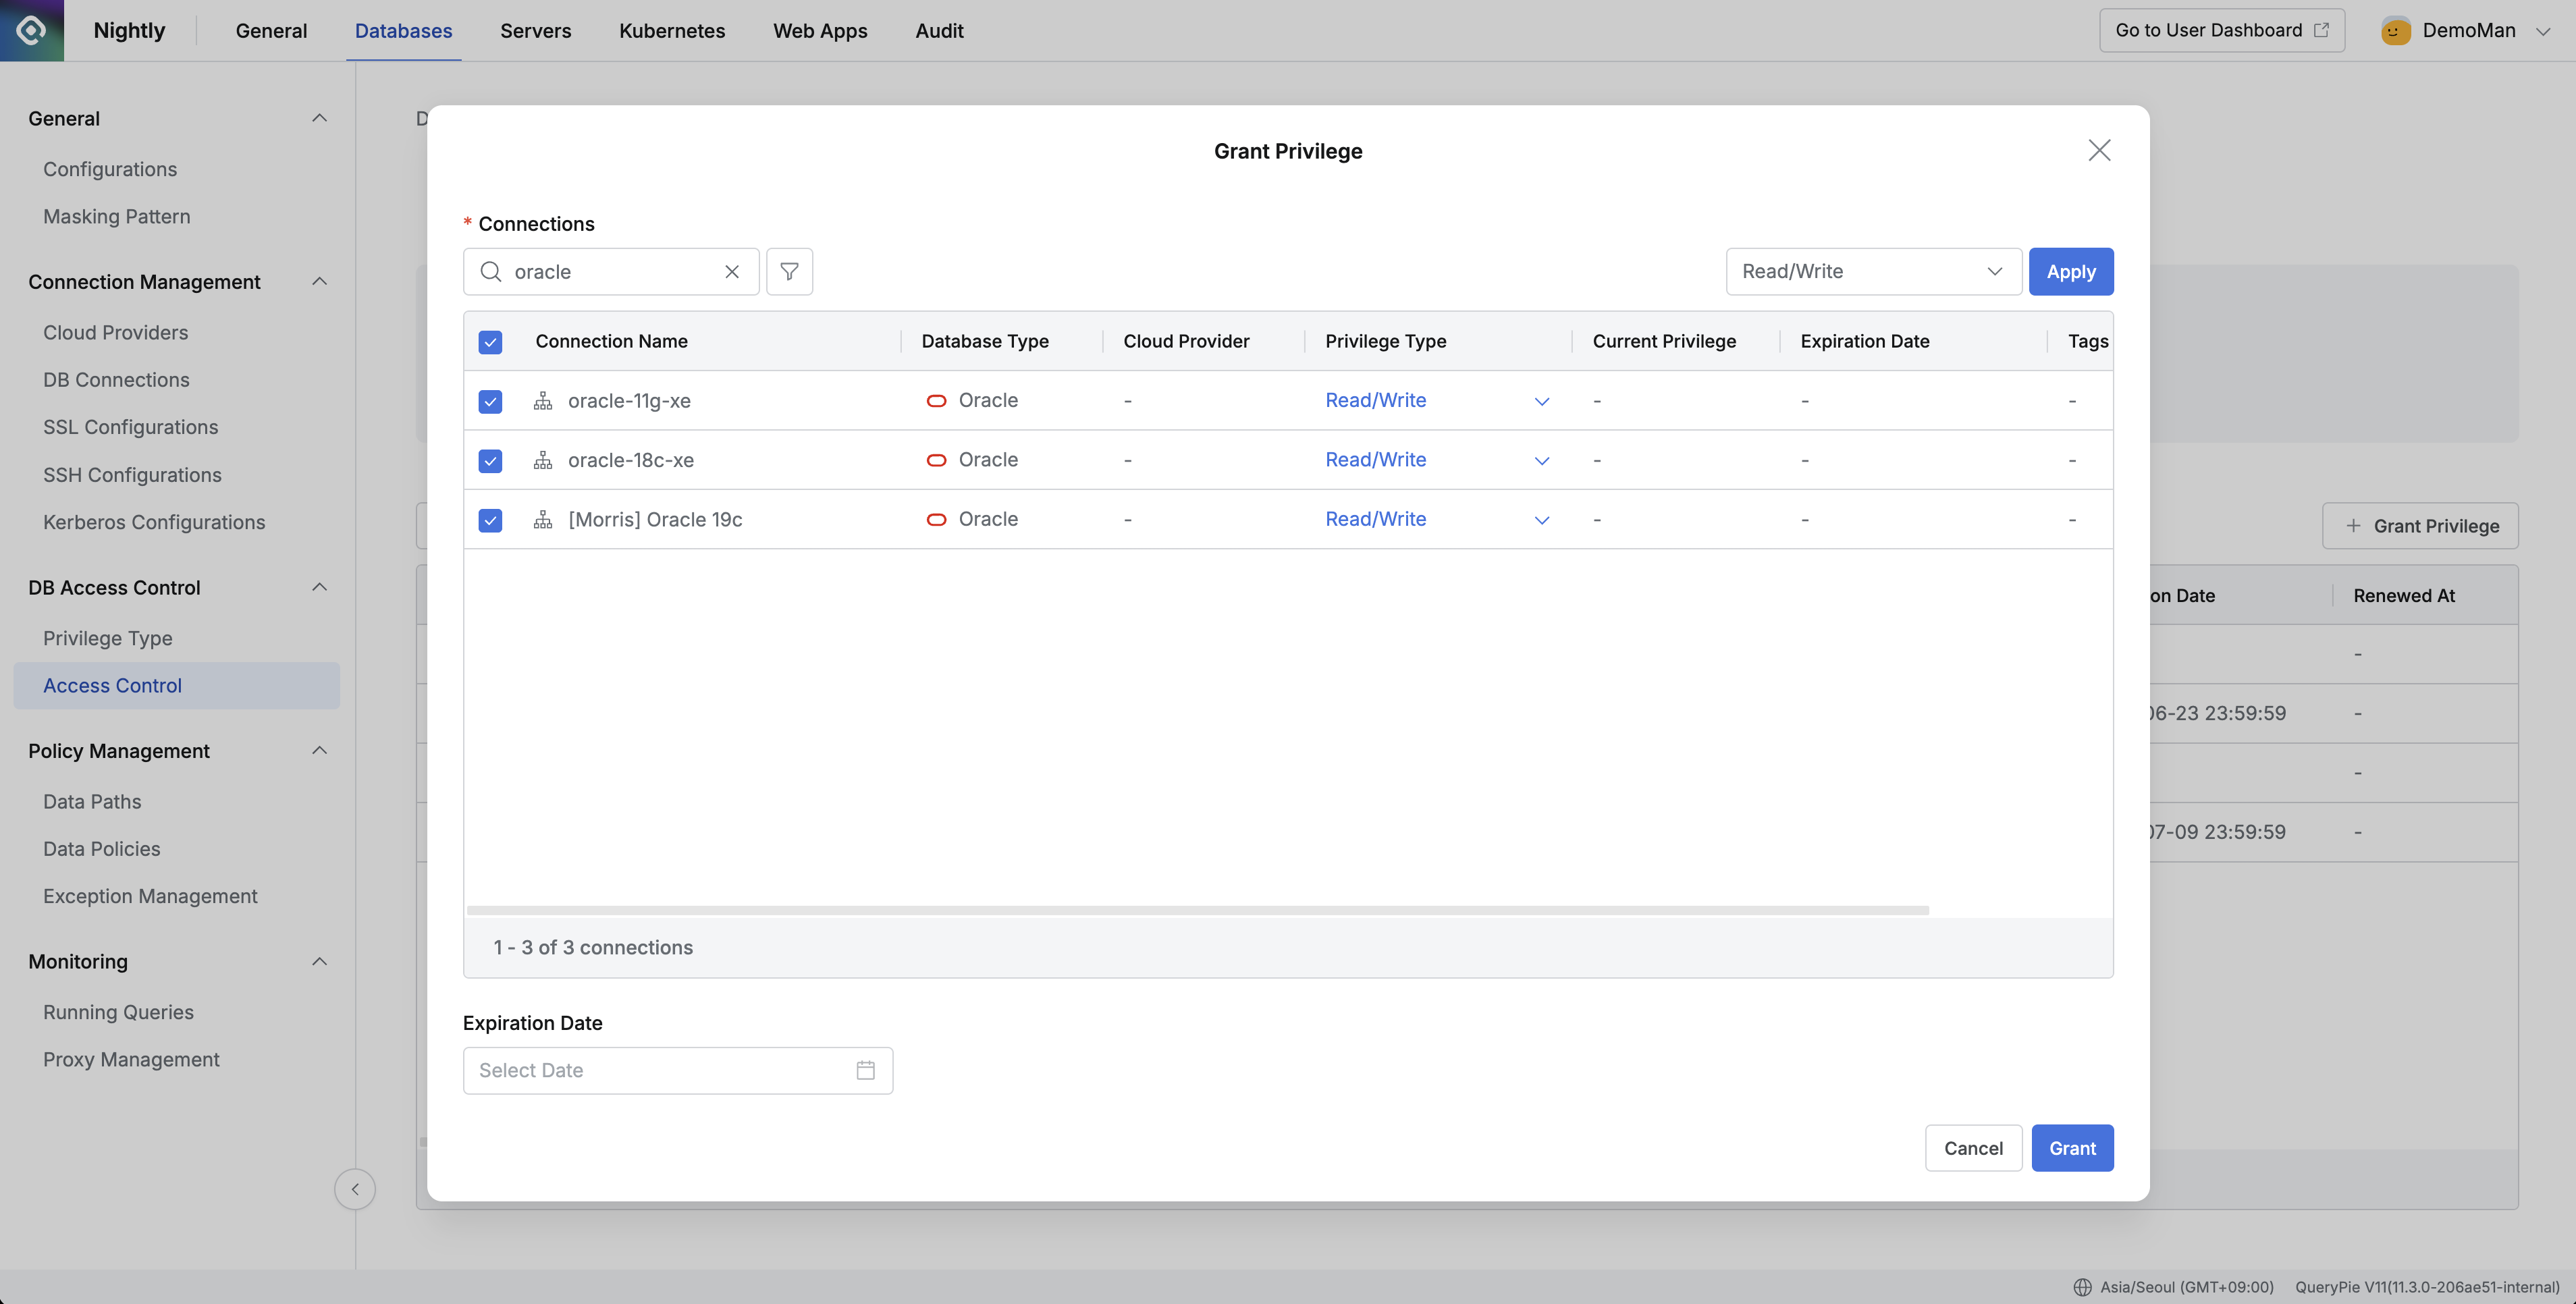 Nightly
General
Databases
Servers
Kubernetes
Web Apps
Audit
Go to User Dashboard
DemoMan
General
Configurations
Masking Pattern
Connection Management
Cloud Providers
DB Connections
SSL Configurations
SSH Configurations
Kerberos Configurations
DB Access Control
Privilege Type
Access Control
Policy Management
Data Paths
Data Policies
Exception Management
Monitoring
Running Queries
Proxy Management
Grant Privilege
* Connections
oracle
Read/Write
Apply
Connection Name Database Type Cloud Provider Privilege Type Current Privilege Expiration Date Tags
oracle-11g-xe Oracle - Read/Write - - -
oracle-18c-xe Oracle - Read/Write - - -
[Morris] Oracle 19c Oracle - Read/Write - - -
1 - 3 of 3 connections
Expiration Date
Select Date
Cancel
Grant
+ Grant Privilege
on Date Renewed At
-
06-23 23:59:59 -
-
07-09 23:59:59 -
Asia/Seoul (GMT+09:00) QueryPie V11(11.3.0-206ae51-internal)